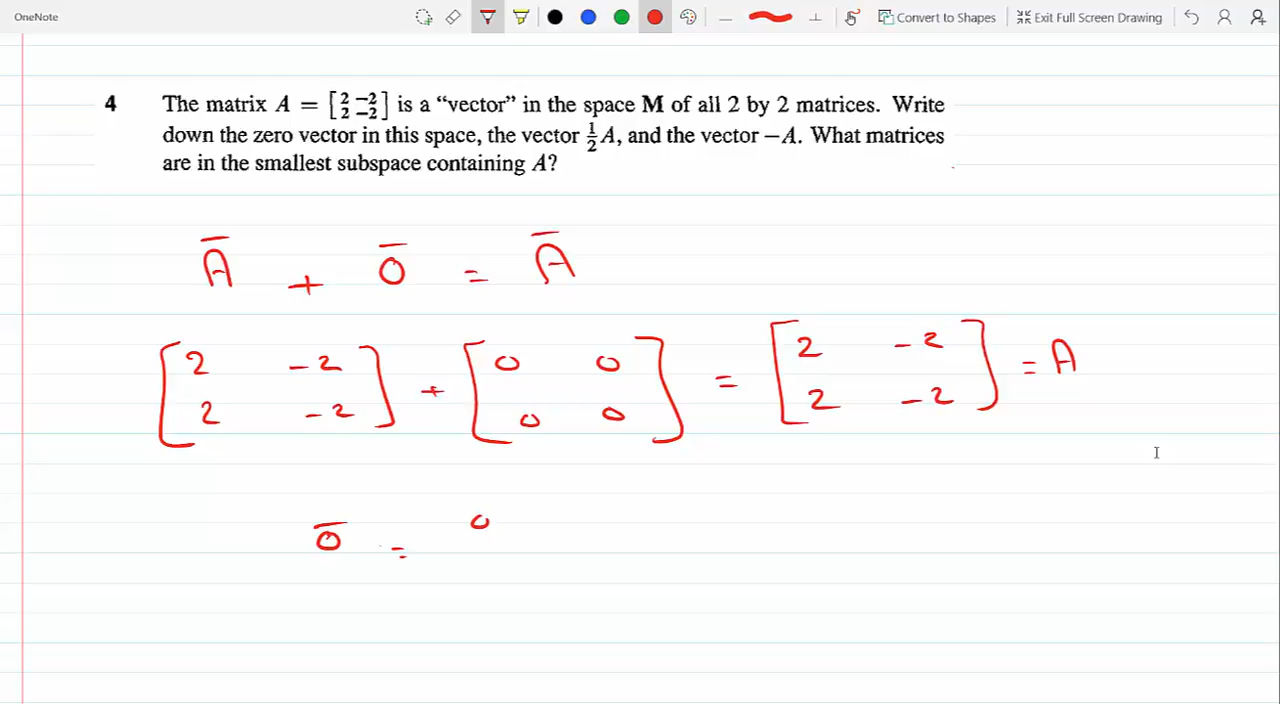 OneNote
Convert to Shapes
Exit Full Screen Drawing
4 The matrix A = [2 −2 2 −2] is a “vector” in the space M of all 2 by 2 matrices. Write
down the zero vector in this space, the vector ½A, and the vector −A. What matrices
are in the smallest subspace containing A?
A̅ + 0̅ = A̅
[2 −2 + [0 0 = [2 −2 = A
2 −2] 0 0] 2 −2]
0̅ = 0